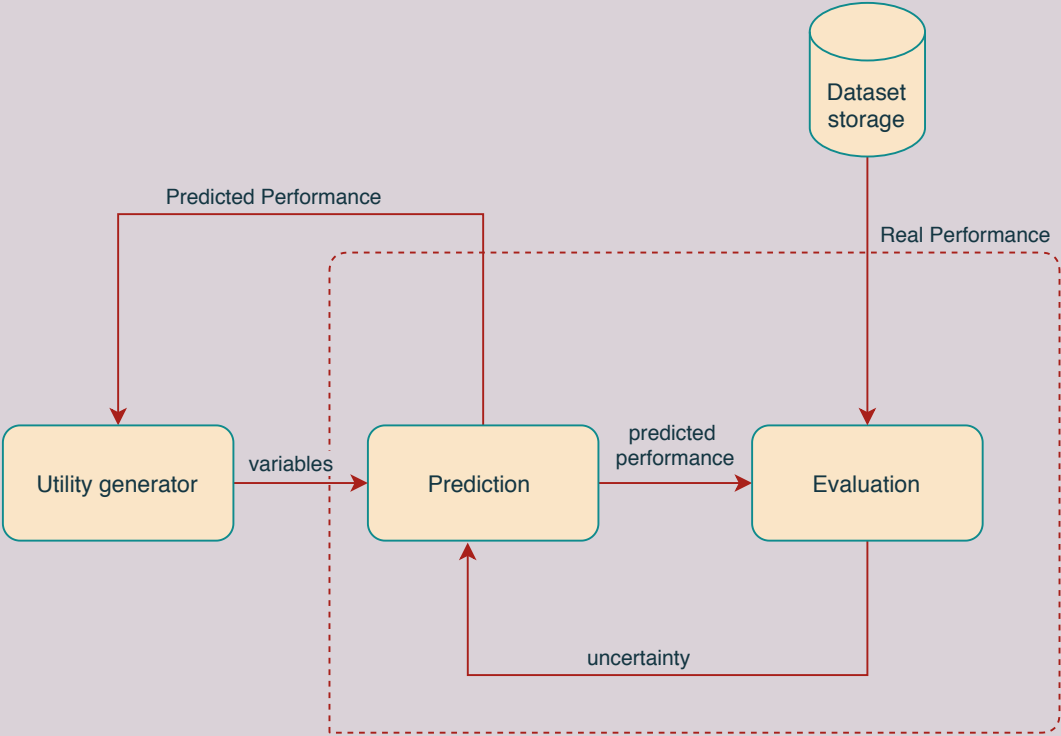 Dataset
storage
Predicted Performance
Real Performance
predicted
performance
variables
Utility generator
Prediction
Evaluation
uncertainty